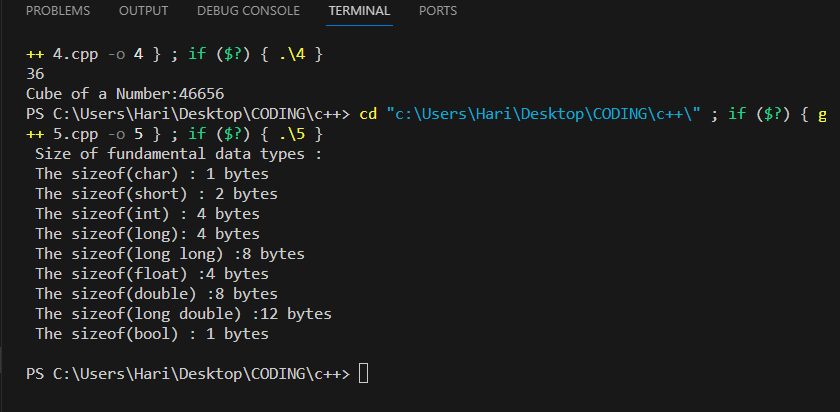 PROBLEMS OUTPUT DEBUG CONSOLE TERMINAL PORTS
++ 4.cpp -o 4 } ; if ($?) { .\4 }
36
Cube of a Number:46656
PS C:\Users\Hari\Desktop\CODING\c++> cd "c:\Users\Hari\Desktop\CODING\c++\" ; if ($?) { g
++ 5.cpp -o 5 } ; if ($?) { .\5 }
Size of fundamental data types :
The sizeof(char) : 1 bytes
The sizeof(short) : 2 bytes
The sizeof(int) : 4 bytes
The sizeof(long): 4 bytes
The sizeof(long long) :8 bytes
The sizeof(float) :4 bytes
The sizeof(double) :8 bytes
The sizeof(long double) :12 bytes
The sizeof(bool) : 1 bytes
PS C:\Users\Hari\Desktop\CODING\c++>